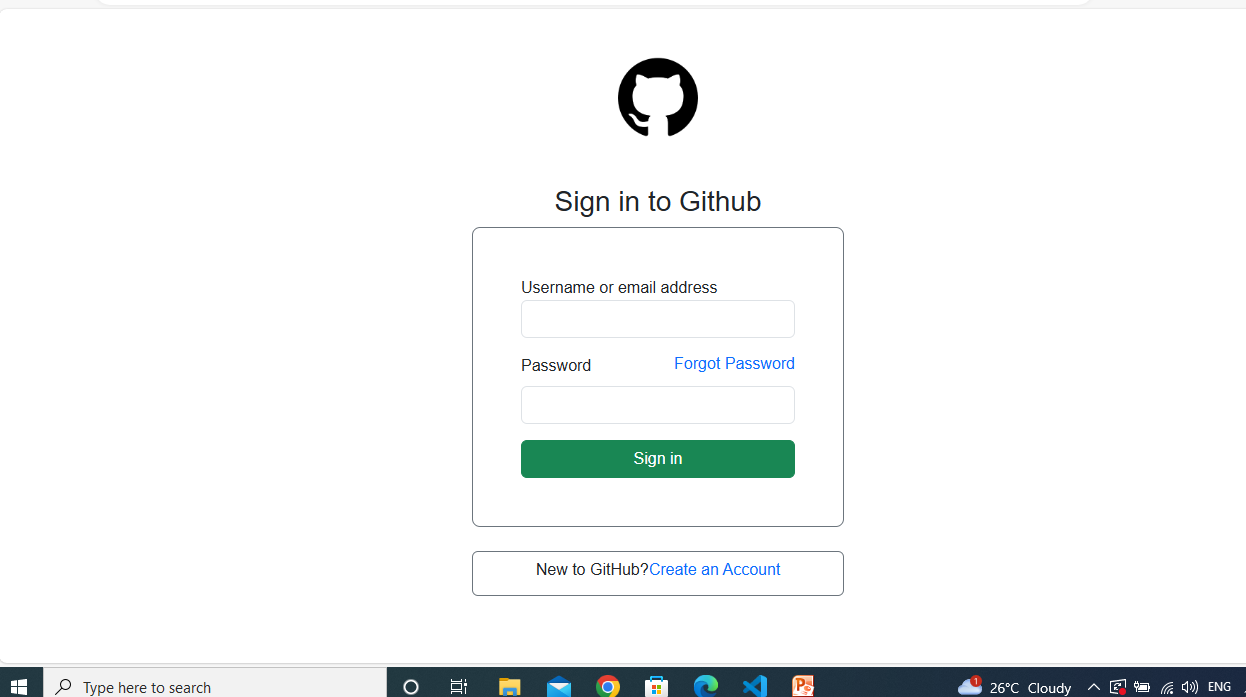 Sign in to Github
Username or email address
Password Forgot Password
Sign in
New to GitHub?Create an Account
Type here to search
1
26°C Cloudy
ENG